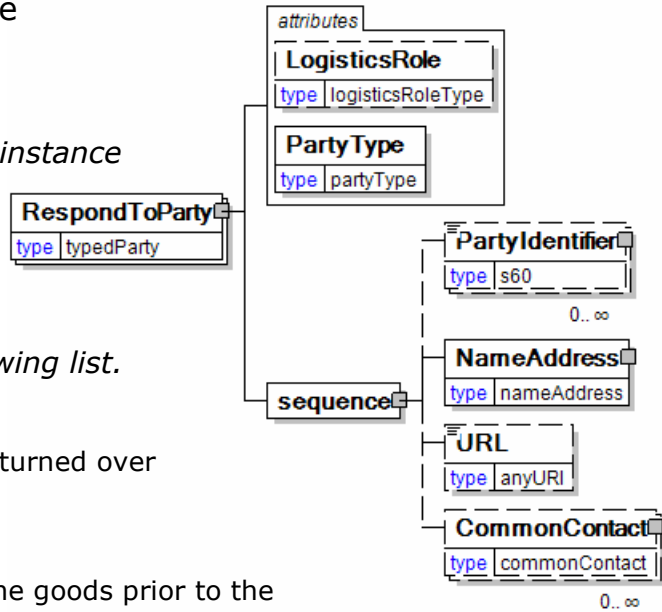 e
attributes
LogisticsRole
type logisticsRoleType
instance
PartyType
type partyType
RespondToParty
type typedParty
PartyIdentifier
type s60
0.. ∞
wing list.
NameAddress
type nameAddress
sequence
URL
type anyURI
turned over
CommonContact
type commonContact
ne goods prior to the
0.. ∞